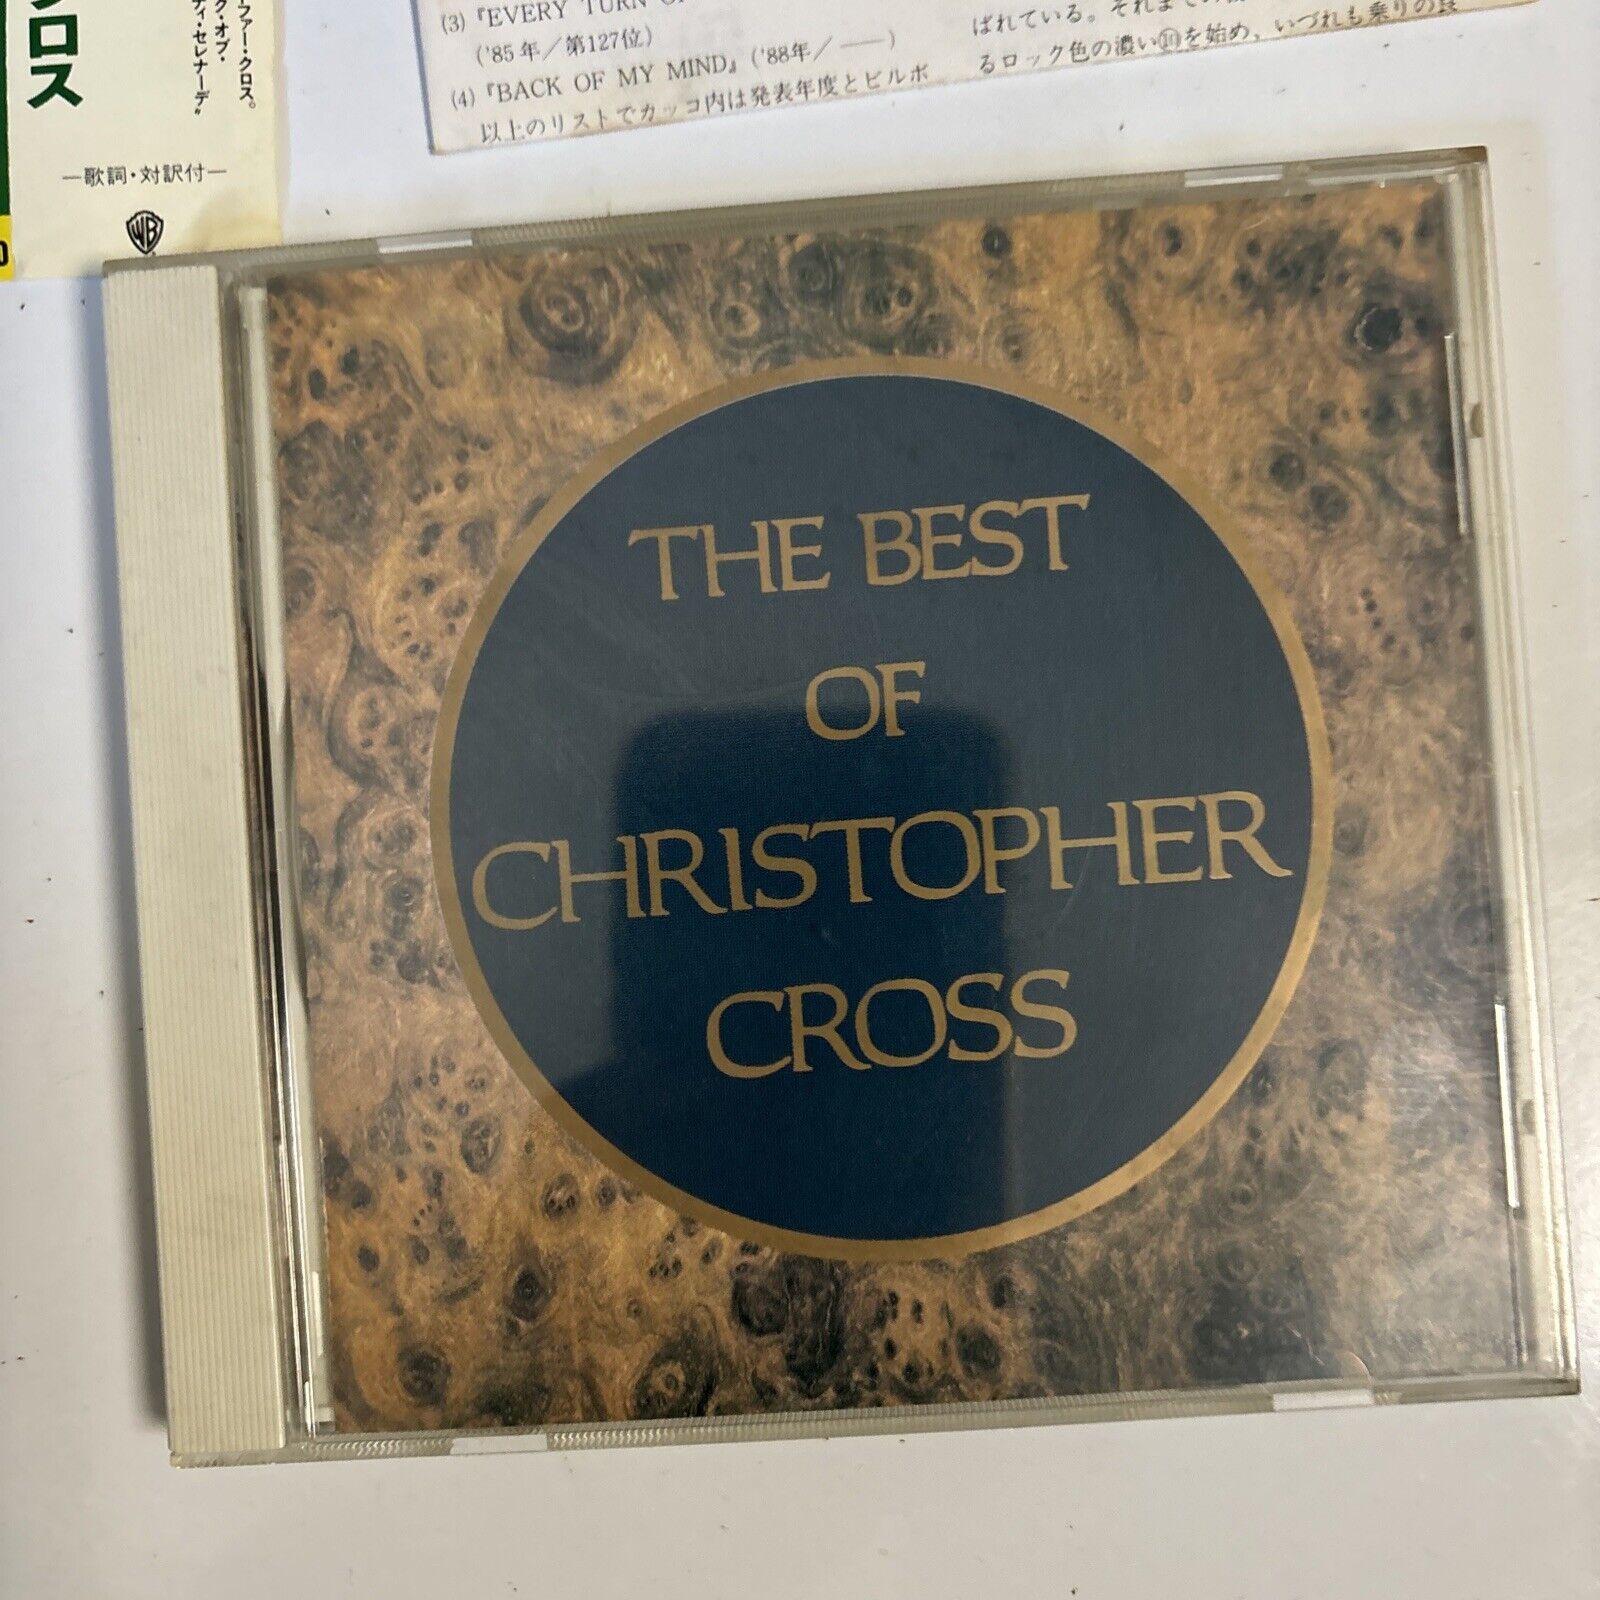 ロス
ファー・クロス。
ク・オブ・
ディ・セレナーデ"
—歌詞・対訳付—
WB
(3)『EVERY TURN
('85年／第127位)
(4)『BACK OF MY MIND』('88年／——)
以上のリストでカッコ内は発表年度とビルボ
ばれている。それまでの
るロック色の濃い⑩を始め、いづれも乗りの良
THE BEST
OF
CHRISTOPHER
CROSS